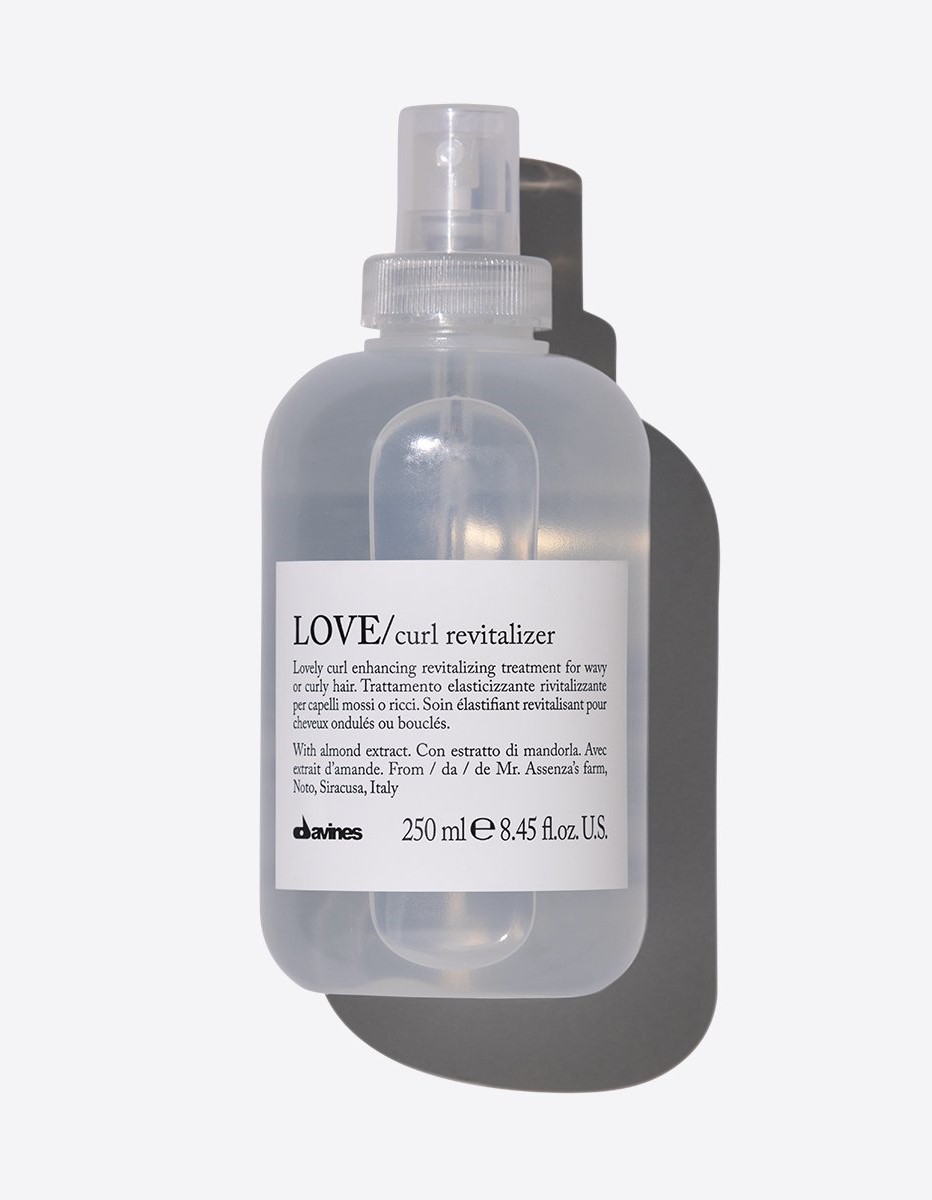 LOVE/curl revitalizer
Lovely curl enhancing revitalizing treatment for wavy
or curly hair. Trattamento elasticizzante rivitalizzante
per capelli mossi o ricci. Soin élastifiant revitalisant pour
cheveux ondulés ou bouclés.
With almond extract. Con estratto di mandorla. Avec
extrait d'amande. From / da / de Mr. Assenza's farm,
Noto, Siracusa, Italy
davines 250 ml ℮ 8.45 fl.oz. U.S.